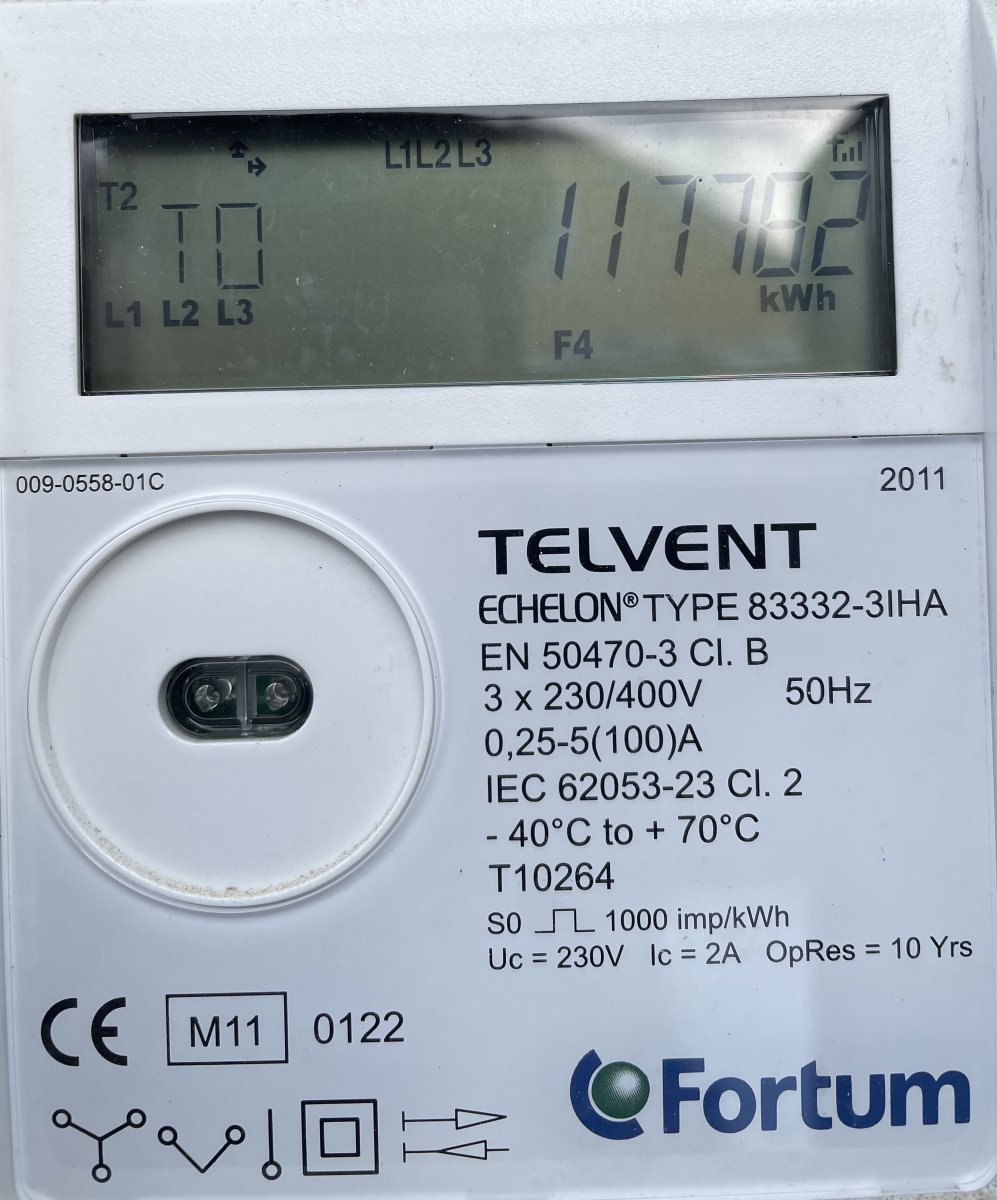 L1L2L3
T2
T0 117782
L1 L2 L3 kWh
F4
009-0558-01C 2011
TELVENT
ECHELON® TYPE 83332-3IHA
EN 50470-3 Cl. B
3 x 230/400V 50Hz
0,25-5(100)A
IEC 62053-23 Cl. 2
- 40°C to + 70°C
T10264
S0 1000 imp/kWh
Uc = 230V Ic = 2A OpRes = 10 Yrs
CE M11 0122
Fortum